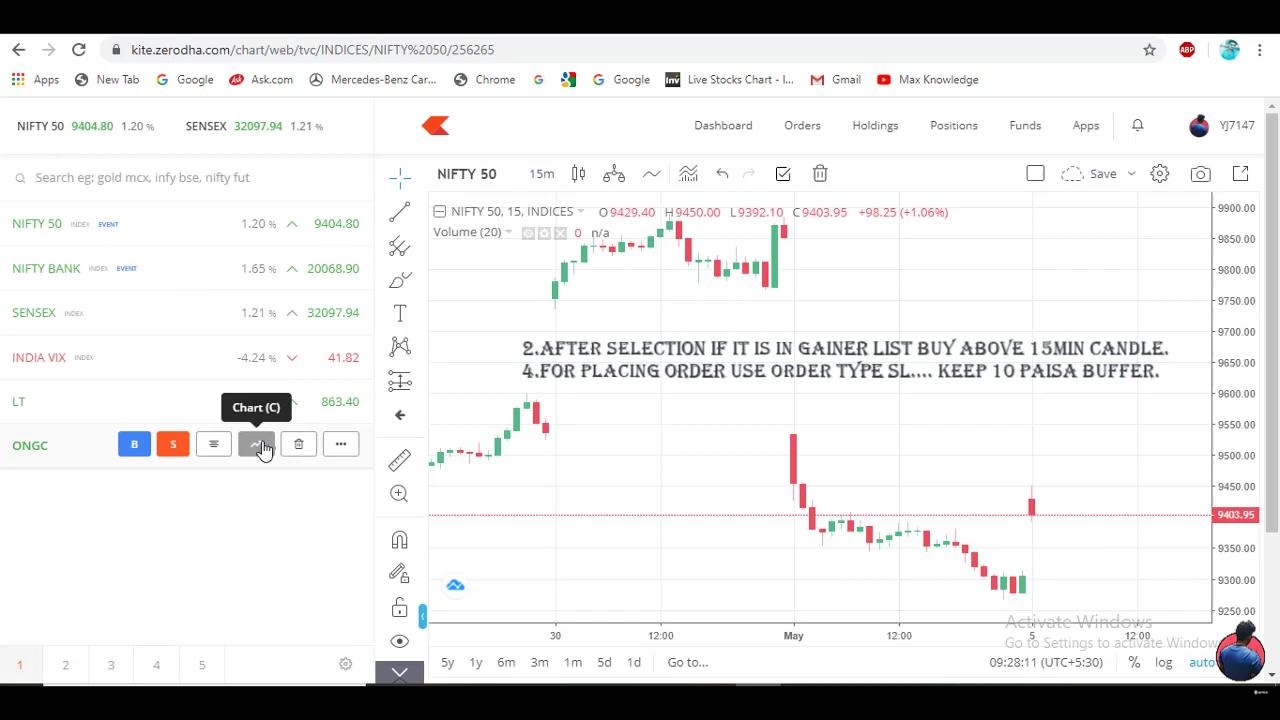 kite.zerodha.com/chart/web/tvc/INDICES/NIFTY%2050/256265
ABP
Apps New Tab Google Ask.com Mercedes-Benz Car... Chrome Google Inv Live Stocks Chart - I... Gmail Max Knowledge
NIFTY 50 9404.80 1.20 % SENSEX 32097.94 1.21 %
Dashboard Orders Holdings Positions Funds Apps YJ7147
Search eg: gold mcx, infy bse, nifty fut
NIFTY 50 15m Save
NIFTY 50 INDEX EVENT 1.20 % 9404.80
NIFTY BANK INDEX EVENT 1.65 % 20068.90
SENSEX INDEX 1.21 % 32097.94
INDIA VIX INDEX -4.24 % 41.82
LT 863.40
Chart (C)
ONGC B S
1 2 3 4 5
NIFTY 50, 15, INDICES O9429.40 H9450.00 L9392.10 C9403.95 +98.25 (+1.06%)
Volume (20) 0 n/a
2.AFTER SELECTION IF IT IS IN GAINER LIST BUY ABOVE 15MIN CANDLE.
4.FOR PLACING ORDER USE ORDER TYPE SL.... KEEP 10 PAISA BUFFER.
9900.00
9850.00
9800.00
9750.00
9700.00
9650.00
9600.00
9550.00
9500.00
9450.00
9403.95
9350.00
9300.00
9250.00
30 12:00 May 12:00 5 12:00
Activate Windows
Go to Settings to activate Window
5y 1y 6m 3m 1m 5d 1d Go to... 09:28:11 (UTC+5:30) % log auto